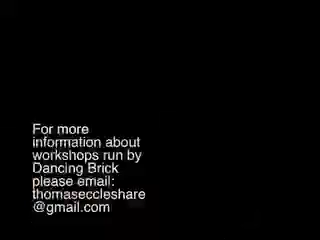 For more
information about
workshops run by
Dancing Brick
please email:
thomaseccleshare
@gmail.com